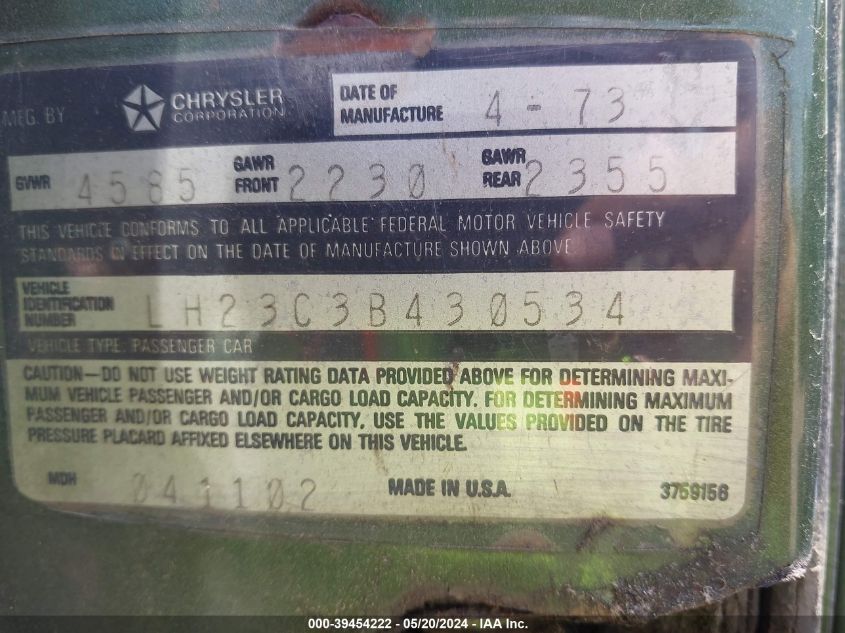 MFG. BY CHRYSLER CORPORATION
DATE OF MANUFACTURE 4 - 73
GVWR 4585 GAWR FRONT 2230 GAWR REAR 2355
THIS VEHICLE CONFORMS TO ALL APPLICABLE FEDERAL MOTOR VEHICLE SAFETY
STANDARDS IN EFFECT ON THE DATE OF MANUFACTURE SHOWN ABOVE
VEHICLE
IDENTIFICATION
NUMBER
LH23C3B430534
VEHICLE TYPE: PASSENGER CAR
CAUTION—DO NOT USE WEIGHT RATING DATA PROVIDED ABOVE FOR DETERMINING MAXI-
MUM VEHICLE PASSENGER AND/OR CARGO LOAD CAPACITY. FOR DETERMINING MAXIMUM
PASSENGER AND/OR CARGO LOAD CAPACITY, USE THE VALUES PROVIDED ON THE TIRE
PRESSURE PLACARD AFFIXED ELSEWHERE ON THIS VEHICLE.
MDH 041102 MADE IN U.S.A. 3759156
000-39454222 - 05/20/2024 - IAA Inc.